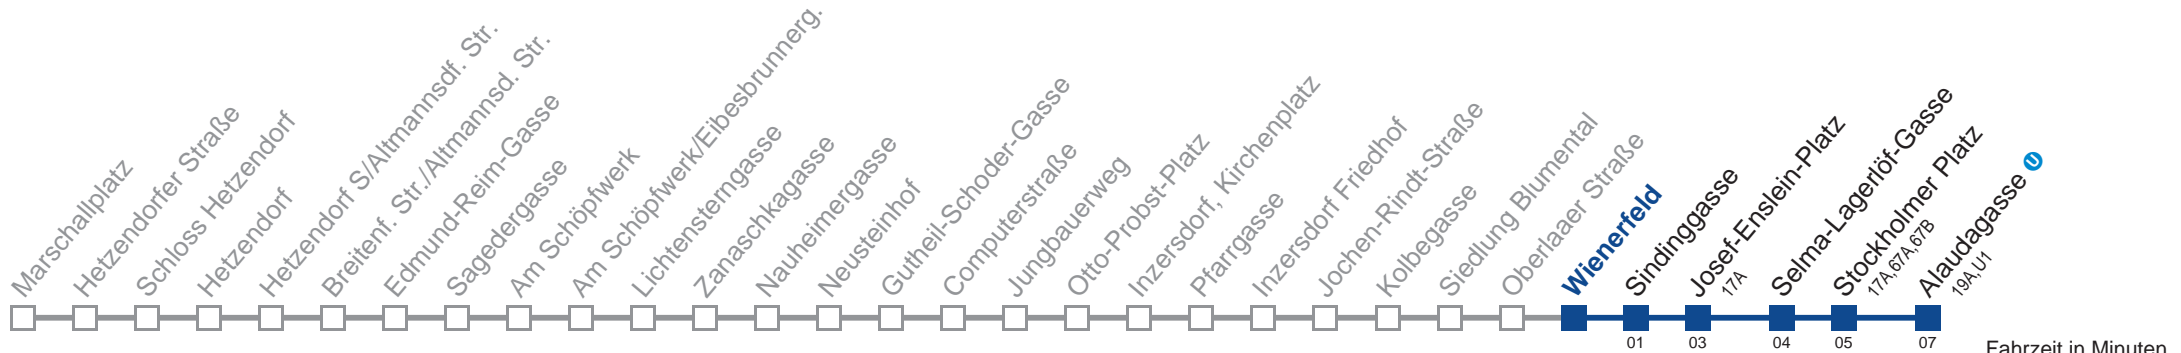 Marschallplatz
Hetzendorfer Straße
Schloss Hetzendorf
Hetzendorf
Hetzendorf S/Altmannsdf. Str.
Breitenf. Str./Altmannsd. Str.
Edmund-Reim-Gasse
Sagedergasse
Am Schöpfwerk
Am Schöpfwerk/Eibesbrunnerg.
Lichtensterngasse
Zanaschkagasse
Nauheimergasse
Neusteinhof
Gutheil-Schoder-Gasse
Computerstraße
Jungbauerweg
Otto-Probst-Platz
Inzersdorf, Kirchenplatz
Pfarrgasse
Inzersdorf Friedhof
Jochen-Rindt-Straße
Kolbegasse
Siedlung Blumental
Oberlaaer Straße
Wienerfeld
Sindinggasse
Josef-Enslein-Platz
17A
Selma-Lagerlöf-Gasse
Stockholmer Platz
17A,67A,67B
Alaudagasse U
19A,U1
01 03 04 05 07
Fahrzeit in Minuten